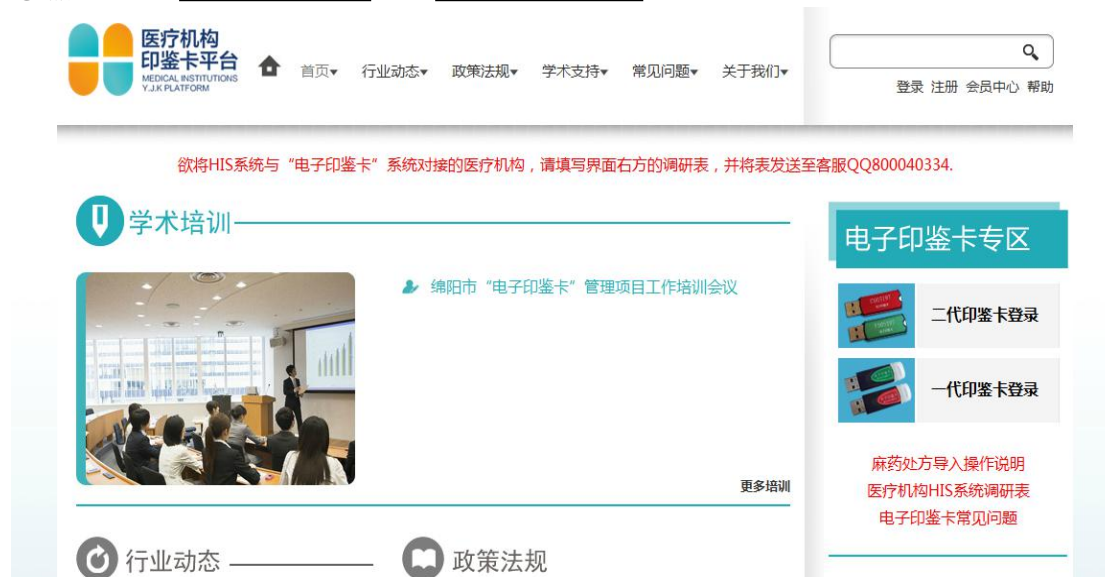 医疗机构
印鉴卡平台
MEDICAL INSTITUTIONS
Y.J.K PLATFORM
首页▾ 行业动态▾ 政策法规▾ 学术支持▾ 常见问题▾ 关于我们▾
登录 注册 会员中心 帮助
欲将HIS系统与“电子印鉴卡”系统对接的医疗机构，请填写界面右方的调研表，并将表发送至客服QQ800040334.
学术培训
绵阳市“电子印鉴卡”管理项目工作培训会议
更多培训
电子印鉴卡专区
二代印鉴卡登录
一代印鉴卡登录
麻药处方导入操作说明
医疗机构HIS系统调研表
电子印鉴卡常见问题
行业动态
政策法规